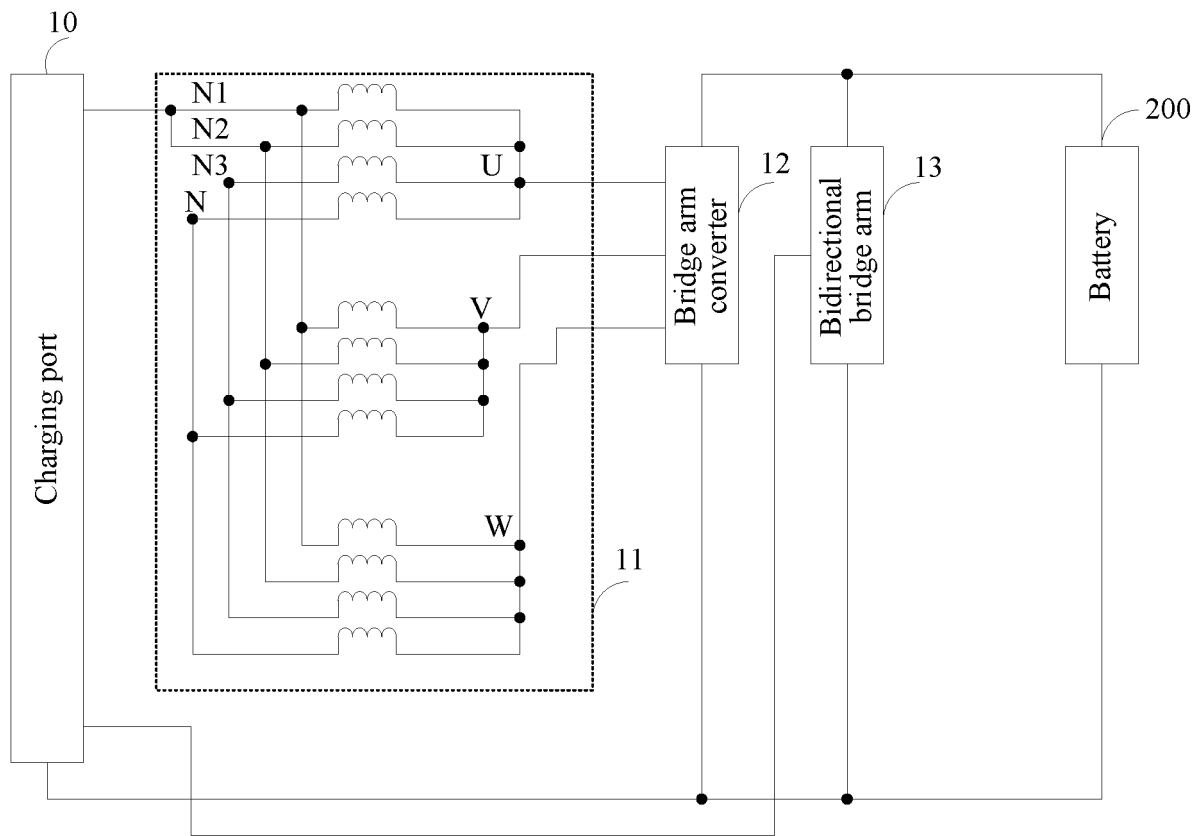 10
N1
N2
N3
N
U
V
W
11
Charging port
Bridge arm
converter
12
Bidirectional
bridge arm
13
Battery
200